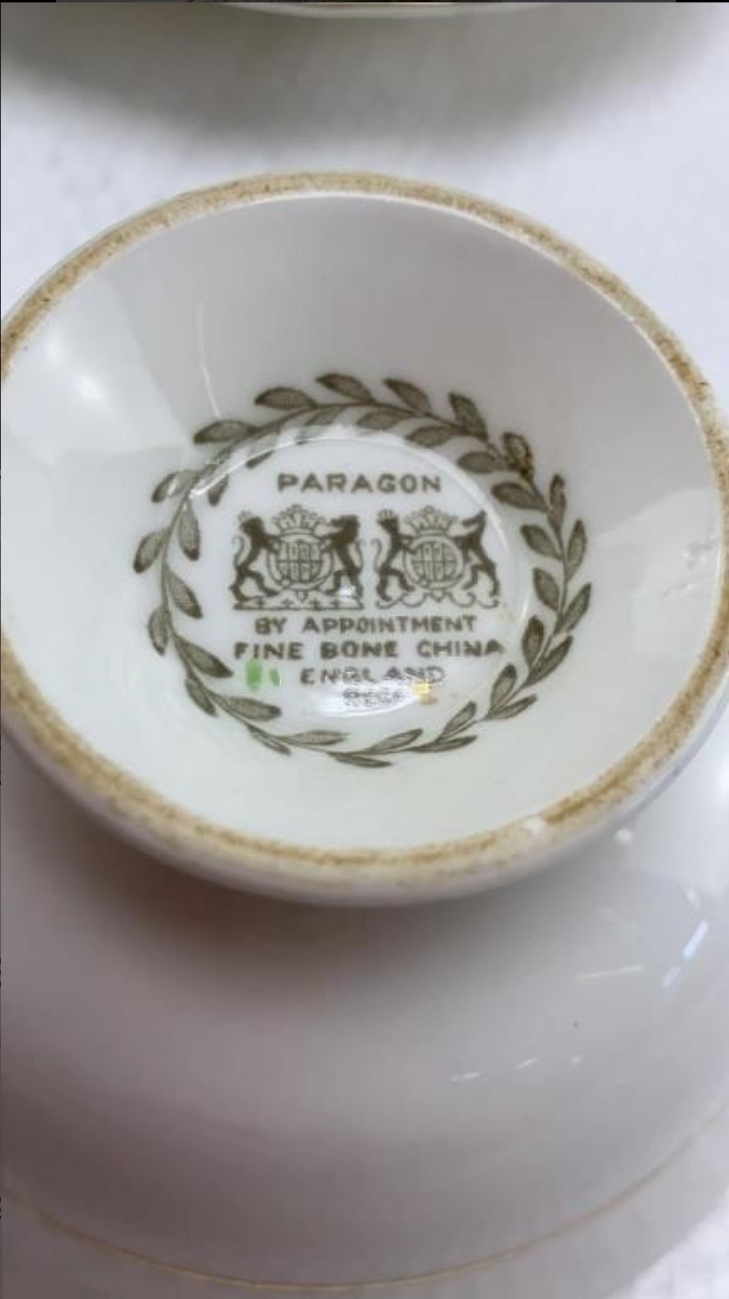 PARAGON
BY APPOINTMENT
FINE BONE CHINA
ENGLAND